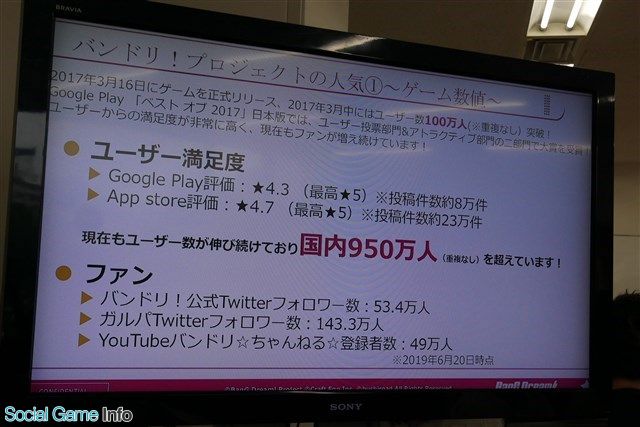 BRAVIA
バンドリ！プロジェクトの人気①～ゲーム数値～
2017年3月16日にゲームを正式リリース、2017年3月中にはユーザー数100万人(※重複なし)突破！
Google Play 「ベスト オブ 2017」日本版では、ユーザー投票部門&アトラクティブ部門の二部門で大賞を受賞！
ユーザーからの満足度が非常に高く、現在もファンが増え続けています！
● ユーザー満足度
▶ Google Play評価：★4.3 （最高★5）※投稿件数約8万件
▶ App store評価：★4.7 （最高★5）※投稿件数約23万件
現在もユーザー数が伸び続けており国内950万人（重複なし）を超えています！
● ファン
▶ バンドリ！公式Twitterフォロワー数：53.4万人
▶ ガルパTwitterフォロワー数：143.3万人
▶ YouTubeバンドリ☆ちゃんねる☆登録者数：49万人
※2019年6月20日時点
CONFIDENTIAL
©BanG Dream! Project ©Craft Egg Inc. ©bushiroad All Rights Reserved.
BanG Dream!
SONY
Social Game Info